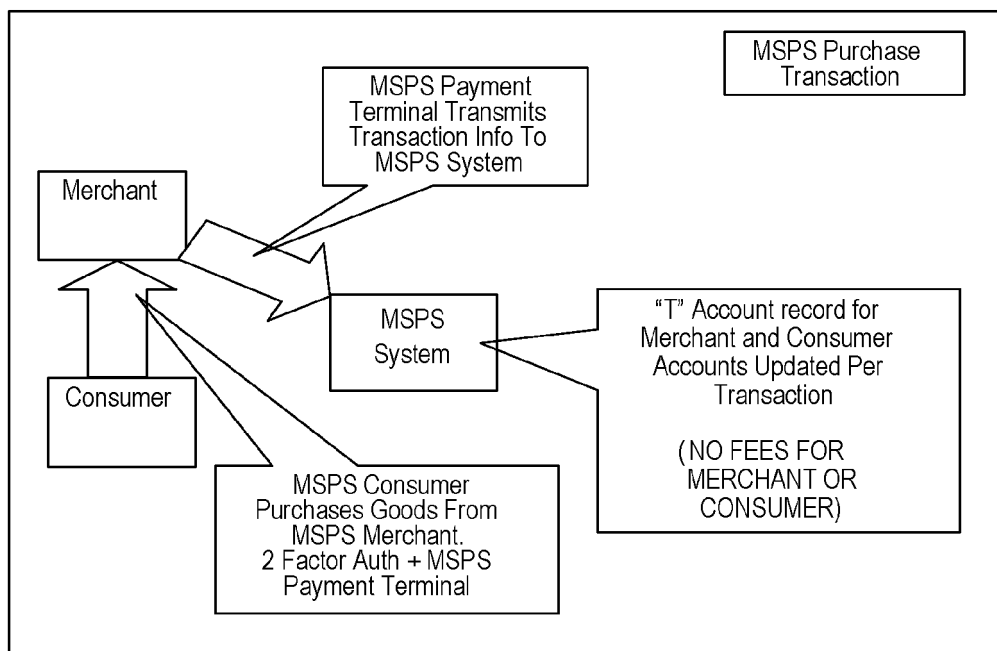 MSPS Purchase
Transaction
MSPS Payment
Terminal Transmits
Transaction Info To
MSPS System
Merchant
MSPS
System
"T" Account record for
Merchant and Consumer
Accounts Updated Per
Transaction
(NO FEES FOR
MERCHANT OR
CONSUMER)
Consumer
MSPS Consumer
Purchases Goods From
MSPS Merchant.
2 Factor Auth + MSPS
Payment Terminal